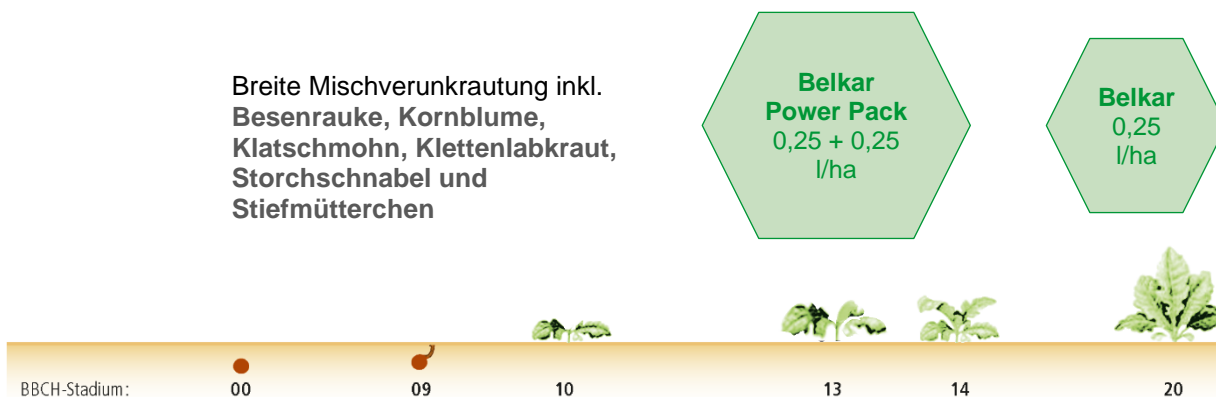 Breite Mischverunkrautung inkl.
Besenrauke, Kornblume,
Klatschmohn, Klettenlabkraut,
Storchschnabel und
Stiefmütterchen
Belkar
Power Pack
0,25 + 0,25
l/ha
Belkar
0,25
l/ha
BBCH-Stadium: 00 09 10 13 14 20